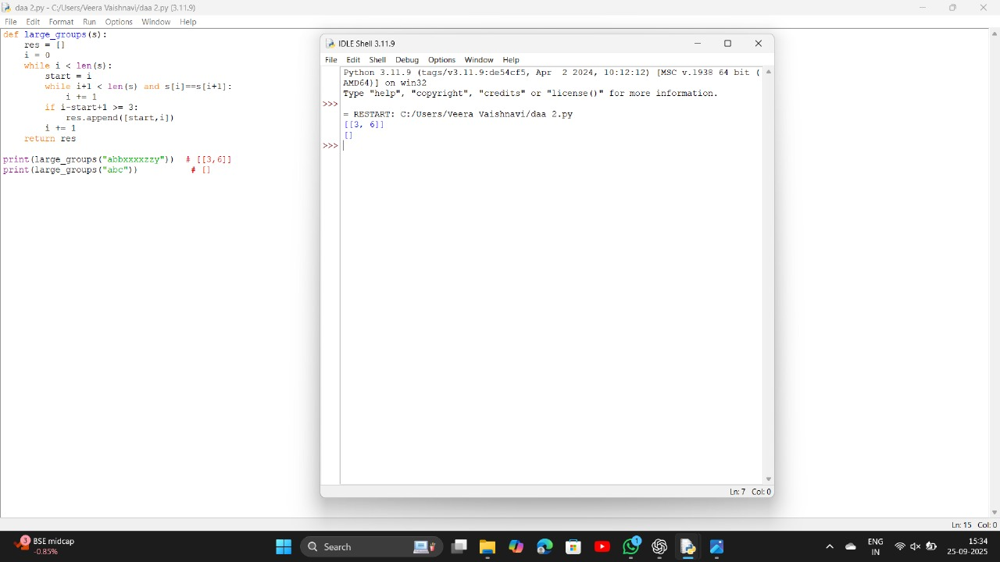 daa 2.py - C:/Users/Veera Vaishnavi/daa 2.py (3.11.9)
File Edit Format Run Options Window Help
def large_groups(s):
    res = []
    i = 0
    while i < len(s):
        start = i
        while i+1 < len(s) and s[i]==s[i+1]:
            i += 1
        if i-start+1 >= 3:
            res.append([start,i])
        i += 1
    return res
print(large_groups("abbxxxxzzy"))  # [[3,6]]
print(large_groups("abc"))          # []
IDLE Shell 3.11.9
File Edit Shell Debug Options Window Help
Python 3.11.9 (tags/v3.11.9:de54cf5, Apr  2 2024, 10:12:12) [MSC v.1938 64 bit (
AMD64)] on win32
Type "help", "copyright", "credits" or "license()" for more information.
>>>
= RESTART: C:/Users/Veera Vaishnavi/daa 2.py
[[3, 6]]
[]
>>>
Ln: 7 Col: 0
Ln: 15 Col: 0
3
BSE midcap
-0.85%
Search
1
ENG
IN
15:34
25-09-2025